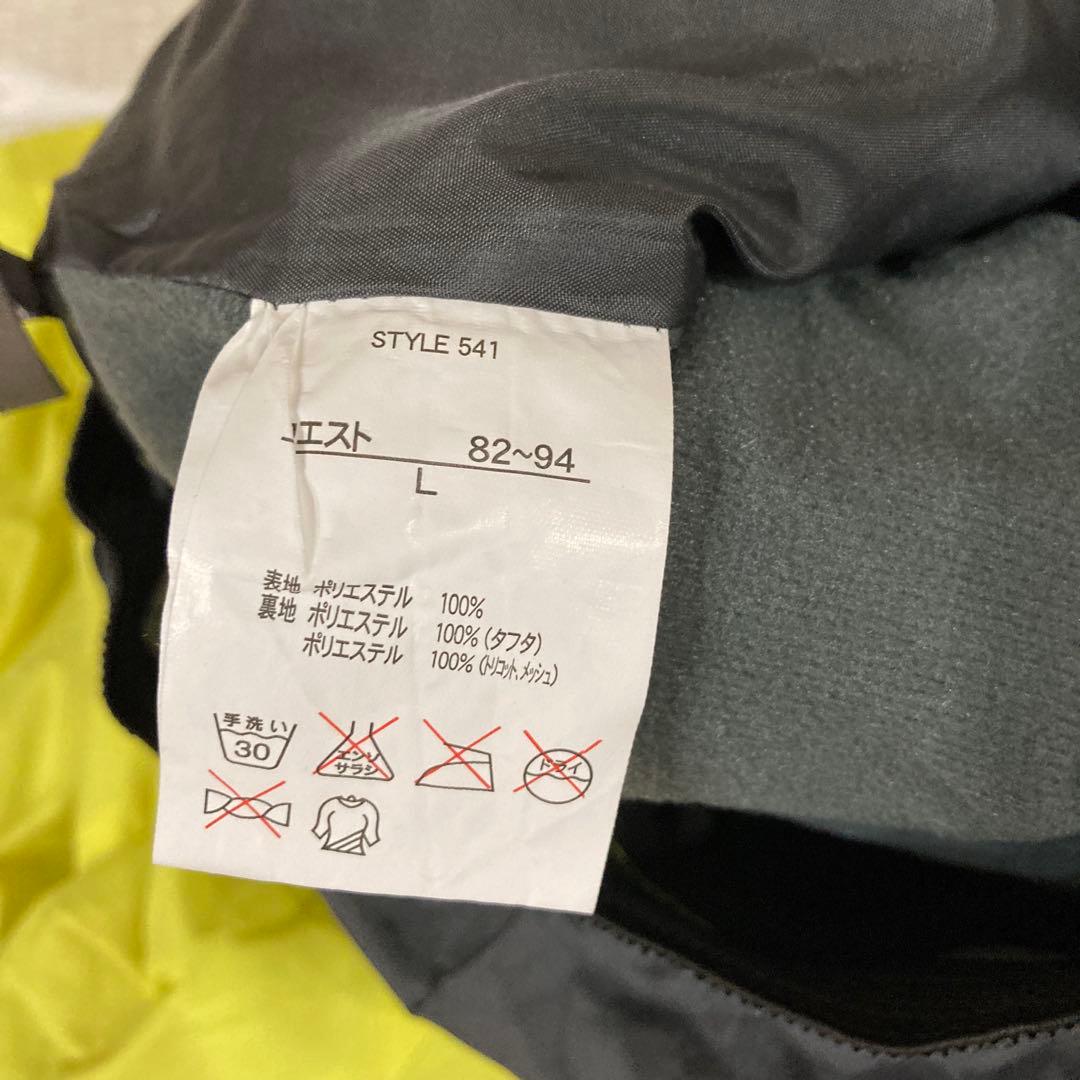 STYLE 541
ウエスト 82~94
L
表地 ポリエステル 100%
裏地 ポリエステル 100%(タフタ)
ポリエステル 100%(トリコット,メッシュ)
手洗い
30
エンソ
サラシ
ドライ